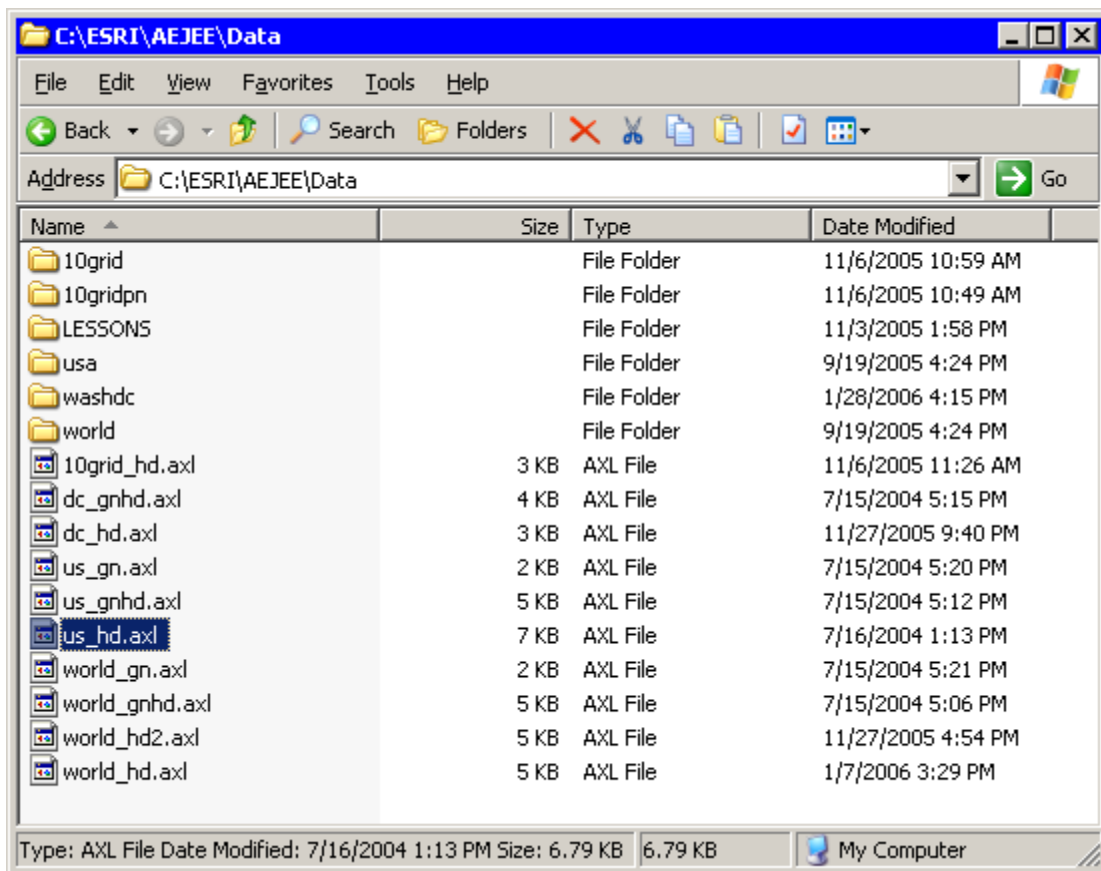 C:\ESRI\AEJEE\Data
File Edit View Favorites Tools Help
Back Search Folders
Address C:\ESRI\AEJEE\Data Go
Name Size Type Date Modified
10grid File Folder 11/6/2005 10:59 AM
10gridpn File Folder 11/6/2005 10:49 AM
LESSONS File Folder 11/3/2005 1:58 PM
usa File Folder 9/19/2005 4:24 PM
washdc File Folder 1/28/2006 4:15 PM
world File Folder 9/19/2005 4:24 PM
10grid_hd.axl 3 KB AXL File 11/6/2005 11:26 AM
dc_gnhd.axl 4 KB AXL File 7/15/2004 5:15 PM
dc_hd.axl 3 KB AXL File 11/27/2005 9:40 PM
us_gn.axl 2 KB AXL File 7/15/2004 5:20 PM
us_gnhd.axl 5 KB AXL File 7/15/2004 5:12 PM
us_hd.axl 7 KB AXL File 7/16/2004 1:13 PM
world_gn.axl 2 KB AXL File 7/15/2004 5:21 PM
world_gnhd.axl 5 KB AXL File 7/15/2004 5:06 PM
world_hd2.axl 5 KB AXL File 11/27/2005 4:54 PM
world_hd.axl 5 KB AXL File 1/7/2006 3:29 PM
Type: AXL File Date Modified: 7/16/2004 1:13 PM Size: 6.79 KB 6.79 KB My Computer